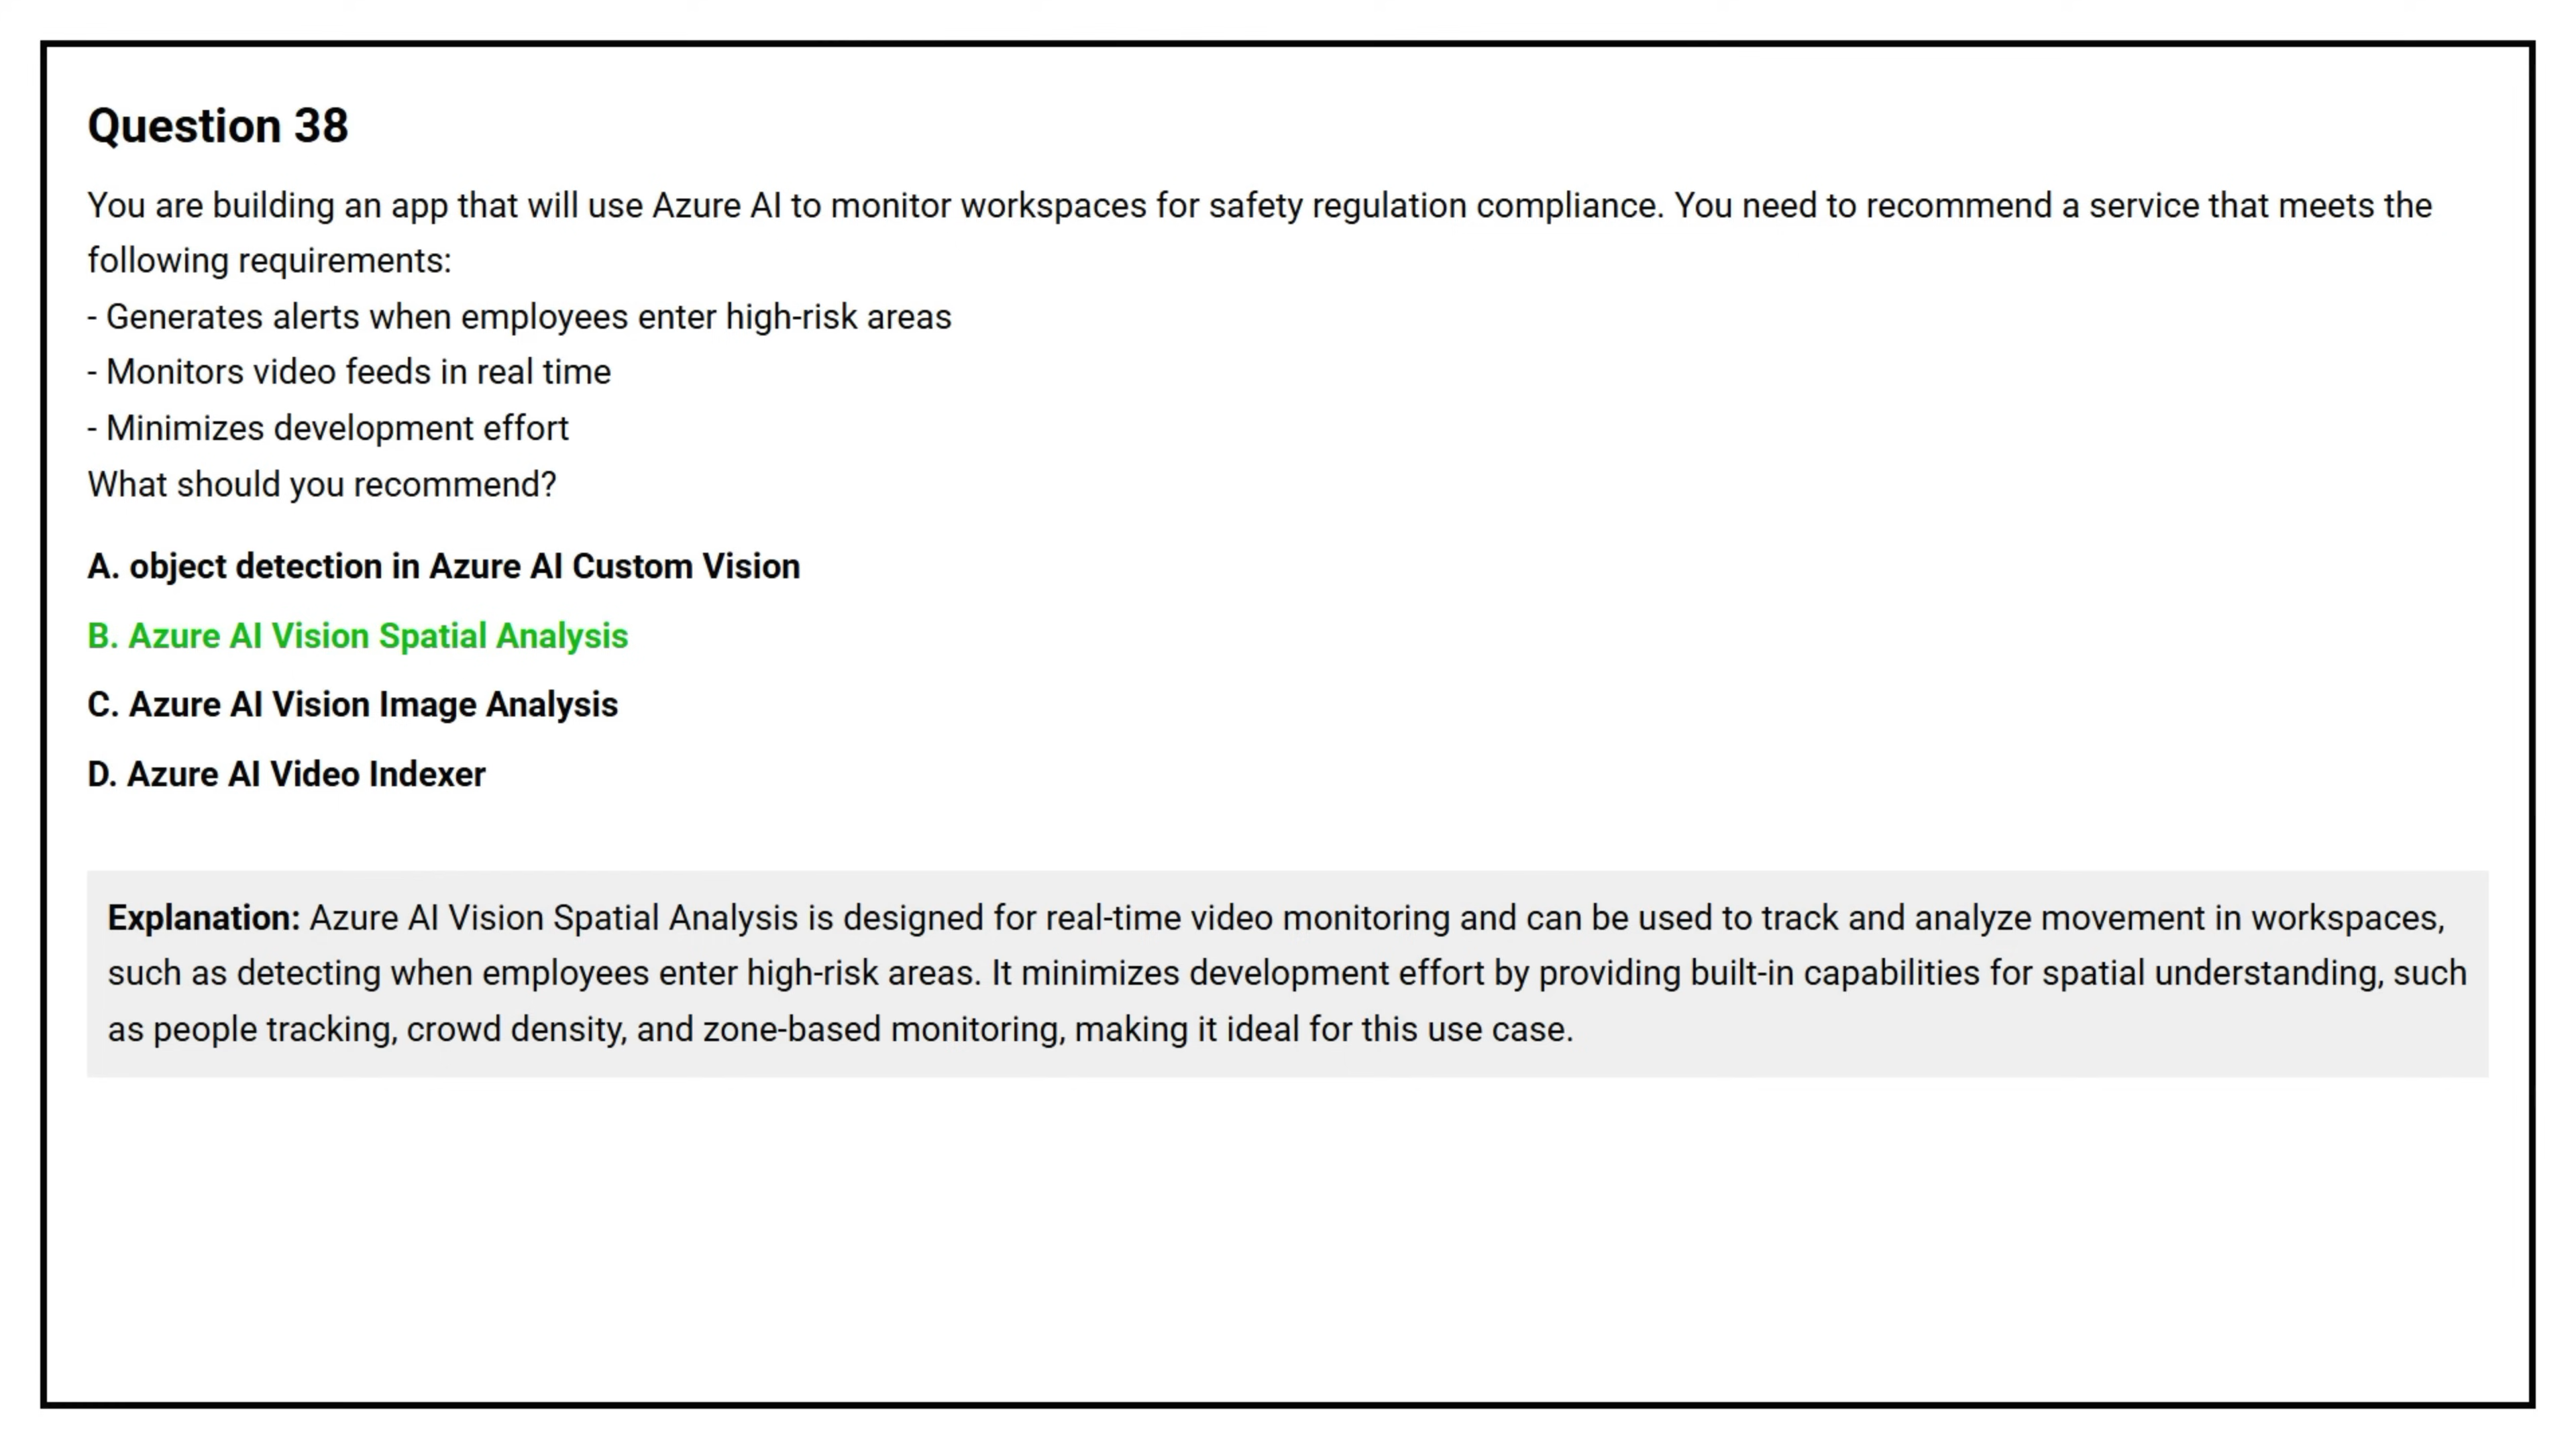 Question 38
You are building an app that will use Azure AI to monitor workspaces for safety regulation compliance. You need to recommend a service that meets the
following requirements:
- Generates alerts when employees enter high-risk areas
- Monitors video feeds in real time
- Minimizes development effort
What should you recommend?
A. object detection in Azure AI Custom Vision
B. Azure AI Vision Spatial Analysis
C. Azure AI Vision Image Analysis
D. Azure AI Video Indexer
Explanation: Azure AI Vision Spatial Analysis is designed for real-time video monitoring and can be used to track and analyze movement in workspaces,
such as detecting when employees enter high-risk areas. It minimizes development effort by providing built-in capabilities for spatial understanding, such
as people tracking, crowd density, and zone-based monitoring, making it ideal for this use case.